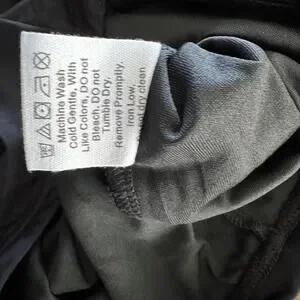 Machine Wash
Cold Gentle, With
Like Colors, DO not
Bleach, DO not
Tumble Dry.
Remove Promptly.
Iron Low.
not dry clean